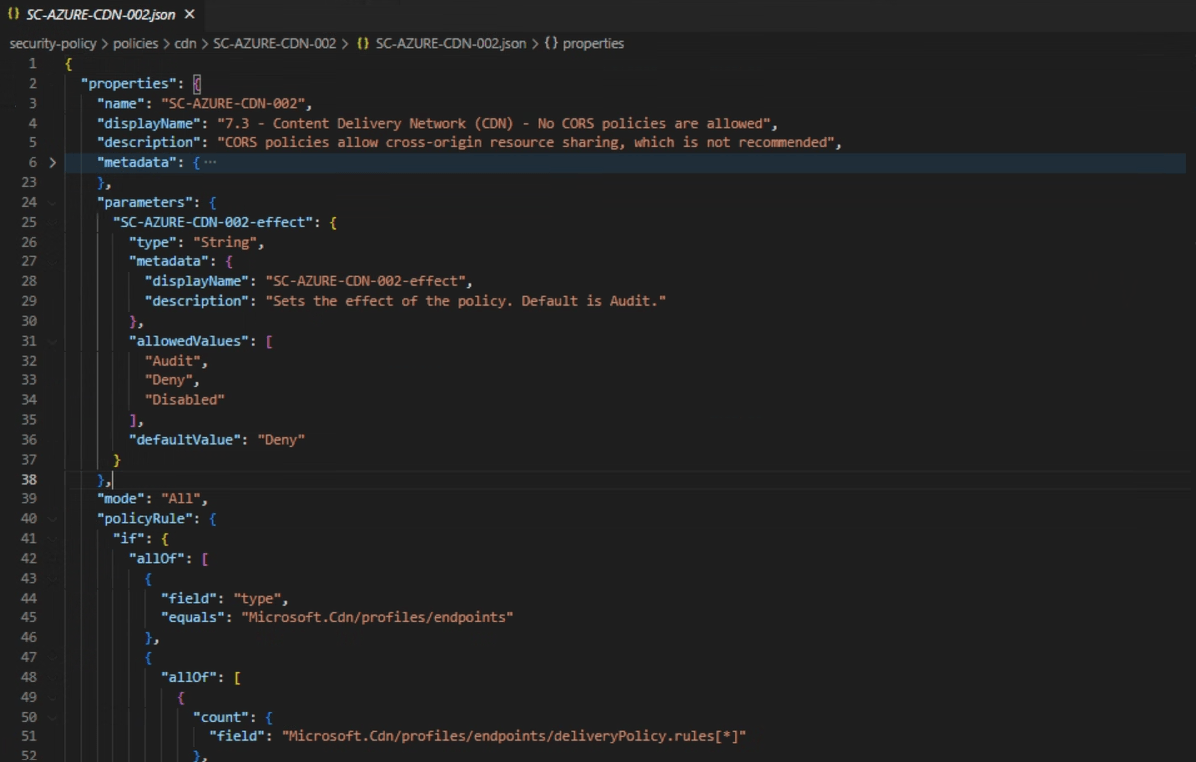 {} SC-AZURE-CDN-002.json ×
security-policy > policies > cdn > SC-AZURE-CDN-002 > {} SC-AZURE-CDN-002.json > {} properties
1 {
2 "properties": {
3 "name": "SC-AZURE-CDN-002",
4 "displayName": "7.3 - Content Delivery Network (CDN) - No CORS policies are allowed",
5 "description": "CORS policies allow cross-origin resource sharing, which is not recommended",
6 > "metadata": { ···
23 },
24 "parameters": {
25 "SC-AZURE-CDN-002-effect": {
26 "type": "String",
27 "metadata": {
28 "displayName": "SC-AZURE-CDN-002-effect",
29 "description": "Sets the effect of the policy. Default is Audit."
30 },
31 "allowedValues": [
32 "Audit",
33 "Deny",
34 "Disabled"
35 ],
36 "defaultValue": "Deny"
37 }
38 },
39 "mode": "All",
40 "policyRule": {
41 "if": {
42 "allOf": [
43 {
44 "field": "type",
45 "equals": "Microsoft.Cdn/profiles/endpoints"
46 },
47 {
48 "allOf": [
49 {
50 "count": {
51 "field": "Microsoft.Cdn/profiles/endpoints/deliveryPolicy.rules[*]"
52 },